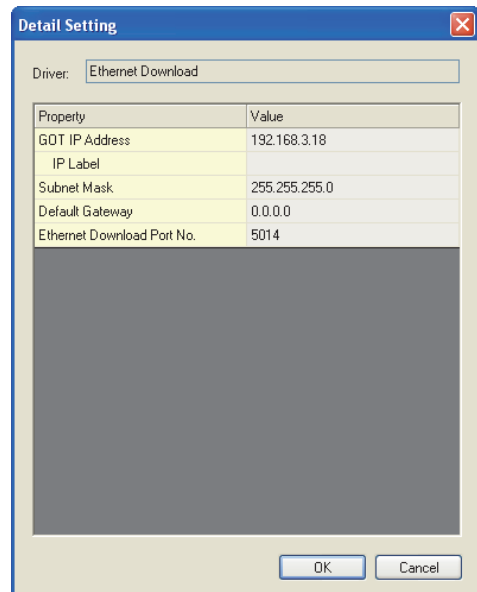 Detail Setting
Driver: Ethernet Download
Property Value
GOT IP Address 192.168.3.18
IP Label
Subnet Mask 255.255.255.0
Default Gateway 0.0.0.0
Ethernet Download Port No. 5014
OK Cancel